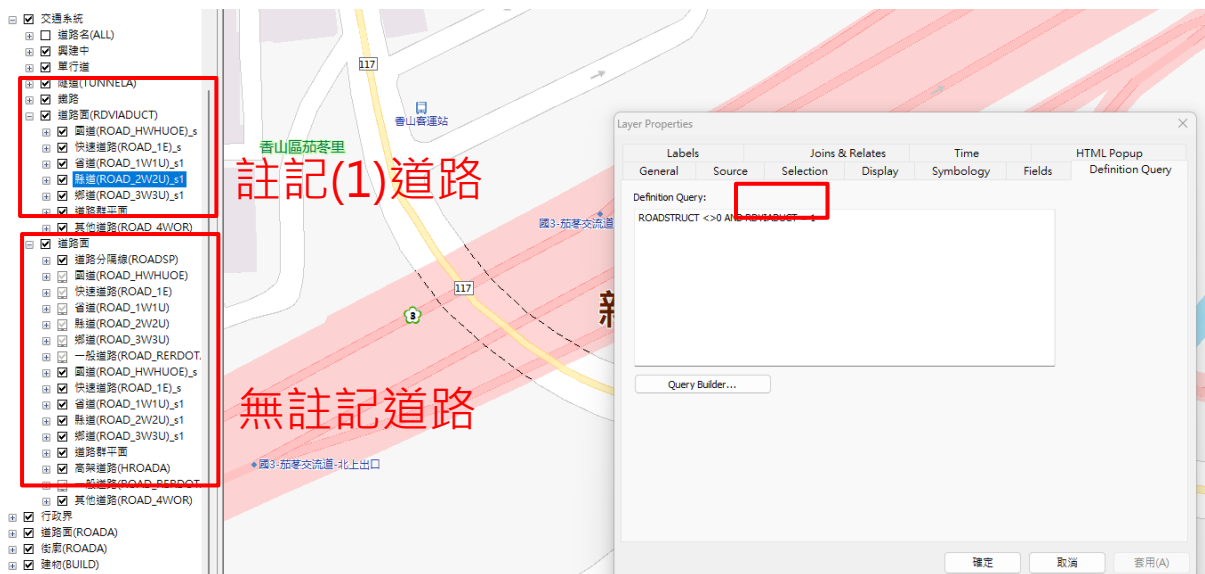 交通系統
道路名(ALL)
興建中
單行道
隧道(TUNNELA)
鐵路
道路面(RDVIADUCT)
國道(ROAD_HWHUOE)_s
快速道路(ROAD_1E)_s
省道(ROAD_1W1U)_s1
縣道(ROAD_2W2U)_s1
鄉道(ROAD_3W3U)_s1
道路群平面
其他道路(ROAD_4WOR)
道路面
道路分隔線(ROADSP)
國道(ROAD_HWHUOE)
快速道路(ROAD_1E)
省道(ROAD_1W1U)
縣道(ROAD_2W2U)
鄉道(ROAD_3W3U)
一般道路(ROAD_RERDOT.
國道(ROAD_HWHUOE)_s
快速道路(ROAD_1E)_s
省道(ROAD_1W1U)_s1
縣道(ROAD_2W2U)_s1
鄉道(ROAD_3W3U)_s1
道路群平面
高架道路(HROADA)
一般道路(ROAD_RERDOT.
其他道路(ROAD_4WOR)
行政界
道路面(ROADA)
街廓(ROADA)
建物(BUILD)
117
香山客運站
香山區茄苳里
註記(1)道路
國3-茄苳交流道
117
3
新
無註記道路
國3-茄苳交流道-北上出口
Layer Properties
Labels Joins & Relates Time HTML Popup
General Source Selection Display Symbology Fields Definition Query
Definition Query:
ROADSTRUCT <>0 AND RDVIADUCT = 1
Query Builder...
確定 取消 套用(A)